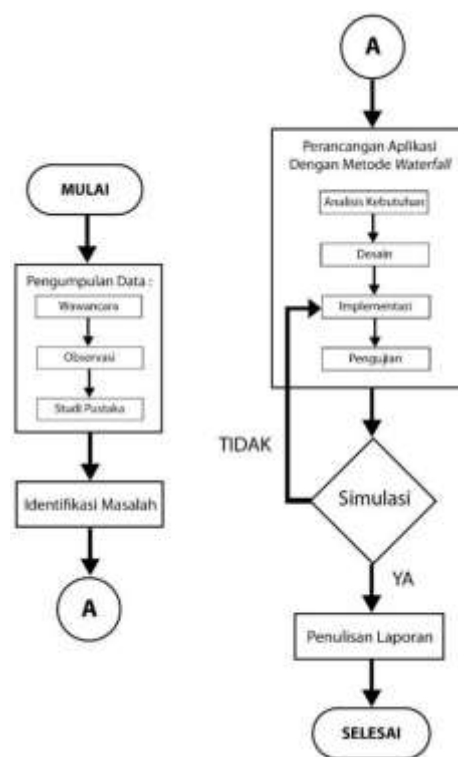 MULAI
Pengumpulan Data :
Wawancara
Observasi
Studi Pustaka
Identifikasi Masalah
A
A
Perancangan Aplikasi
Dengan Metode Waterfall
Analisis Kebutuhan
Desain
Implementasi
Pengujian
TIDAK
Simulasi
YA
Penulisan Laporan
SELESAI